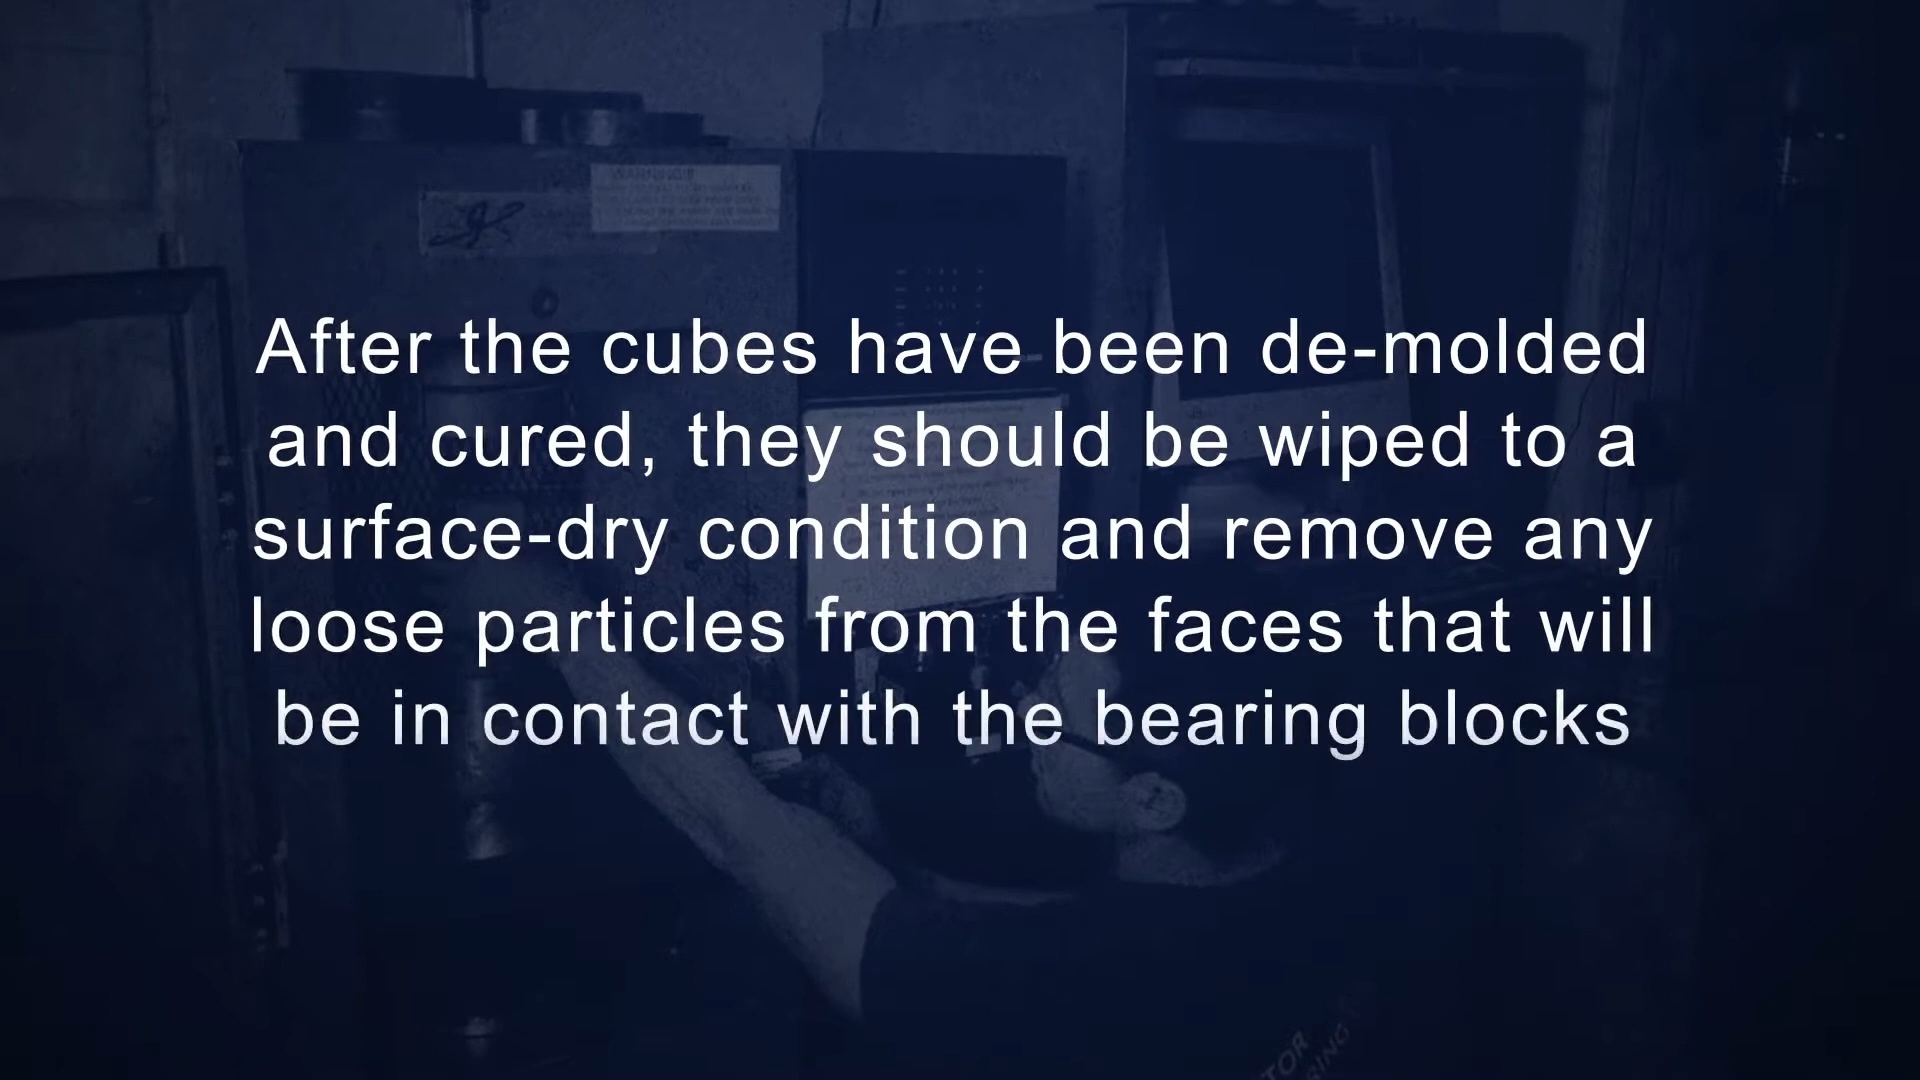 WARNING!!!
After the cubes have been de-molded
and cured, they should be wiped to a
surface-dry condition and remove any
loose particles from the faces that will
be in contact with the bearing blocks